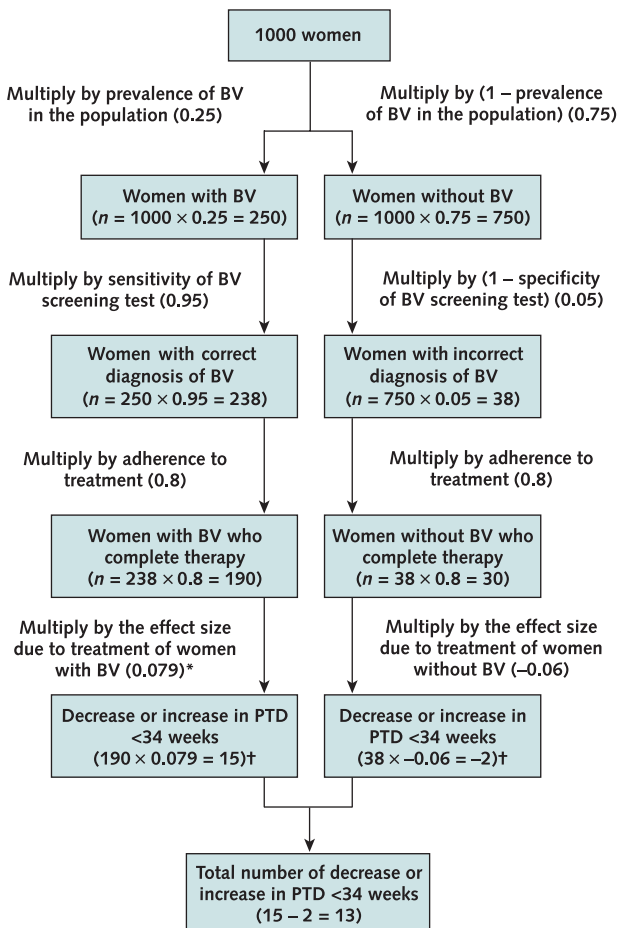 1000 women
Multiply by prevalence of BV
in the population (0.25)
Multiply by (1 – prevalence
of BV in the population) (0.75)
Women with BV
(n = 1000 × 0.25 = 250)
Women without BV
(n = 1000 × 0.75 = 750)
Multiply by sensitivity of BV
screening test (0.95)
Multiply by (1 – specificity
of BV screening test) (0.05)
Women with correct
diagnosis of BV
(n = 250 × 0.95 = 238)
Women with incorrect
diagnosis of BV
(n = 750 × 0.05 = 38)
Multiply by adherence to
treatment (0.8)
Multiply by adherence to
treatment (0.8)
Women with BV who
complete therapy
(n = 238 × 0.8 = 190)
Women without BV who
complete therapy
(n = 38 × 0.8 = 30)
Multiply by the effect size
due to treatment of women
with BV (0.079)*
Multiply by the effect size
due to treatment of women
without BV (–0.06)
Decrease or increase in PTD
<34 weeks
(190 × 0.079 = 15)†
Decrease or increase in
PTD <34 weeks
(38 × –0.06 = –2)†
Total number of decrease or
increase in PTD <34 weeks
(15 – 2 = 13)